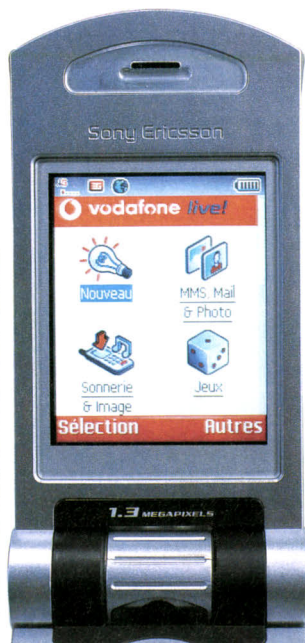 Sony Ericsson
vodafone live!
Nouveau
MMS, Mail
& Photo
Sonnerie
& Image
Jeux
Sélection Autres
1.3 MEGAPIXELS